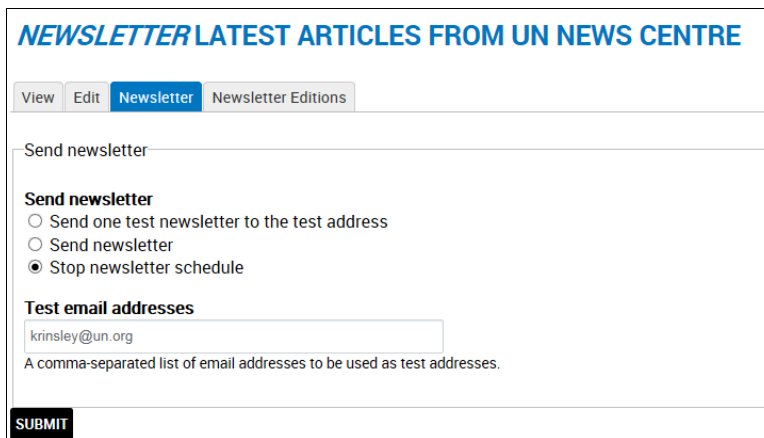 NEWSLETTER LATEST ARTICLES FROM UN NEWS CENTRE
View Edit Newsletter Newsletter Editions
Send newsletter
Send newsletter
Send one test newsletter to the test address
Send newsletter
Stop newsletter schedule
Test email addresses
krinsley@un.org
A comma-separated list of email addresses to be used as test addresses.
SUBMIT